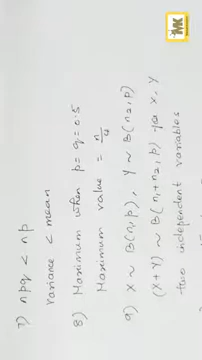 7) npq < np
Variance < mean
8) Maximum when p = q = 0.5
Maximum value = n/4
9) X ~ B(n₁, p), Y ~ B(n₂, p)
(X+Y) ~ B(n₁+n₂, p), for X, Y
two independent variables
MK